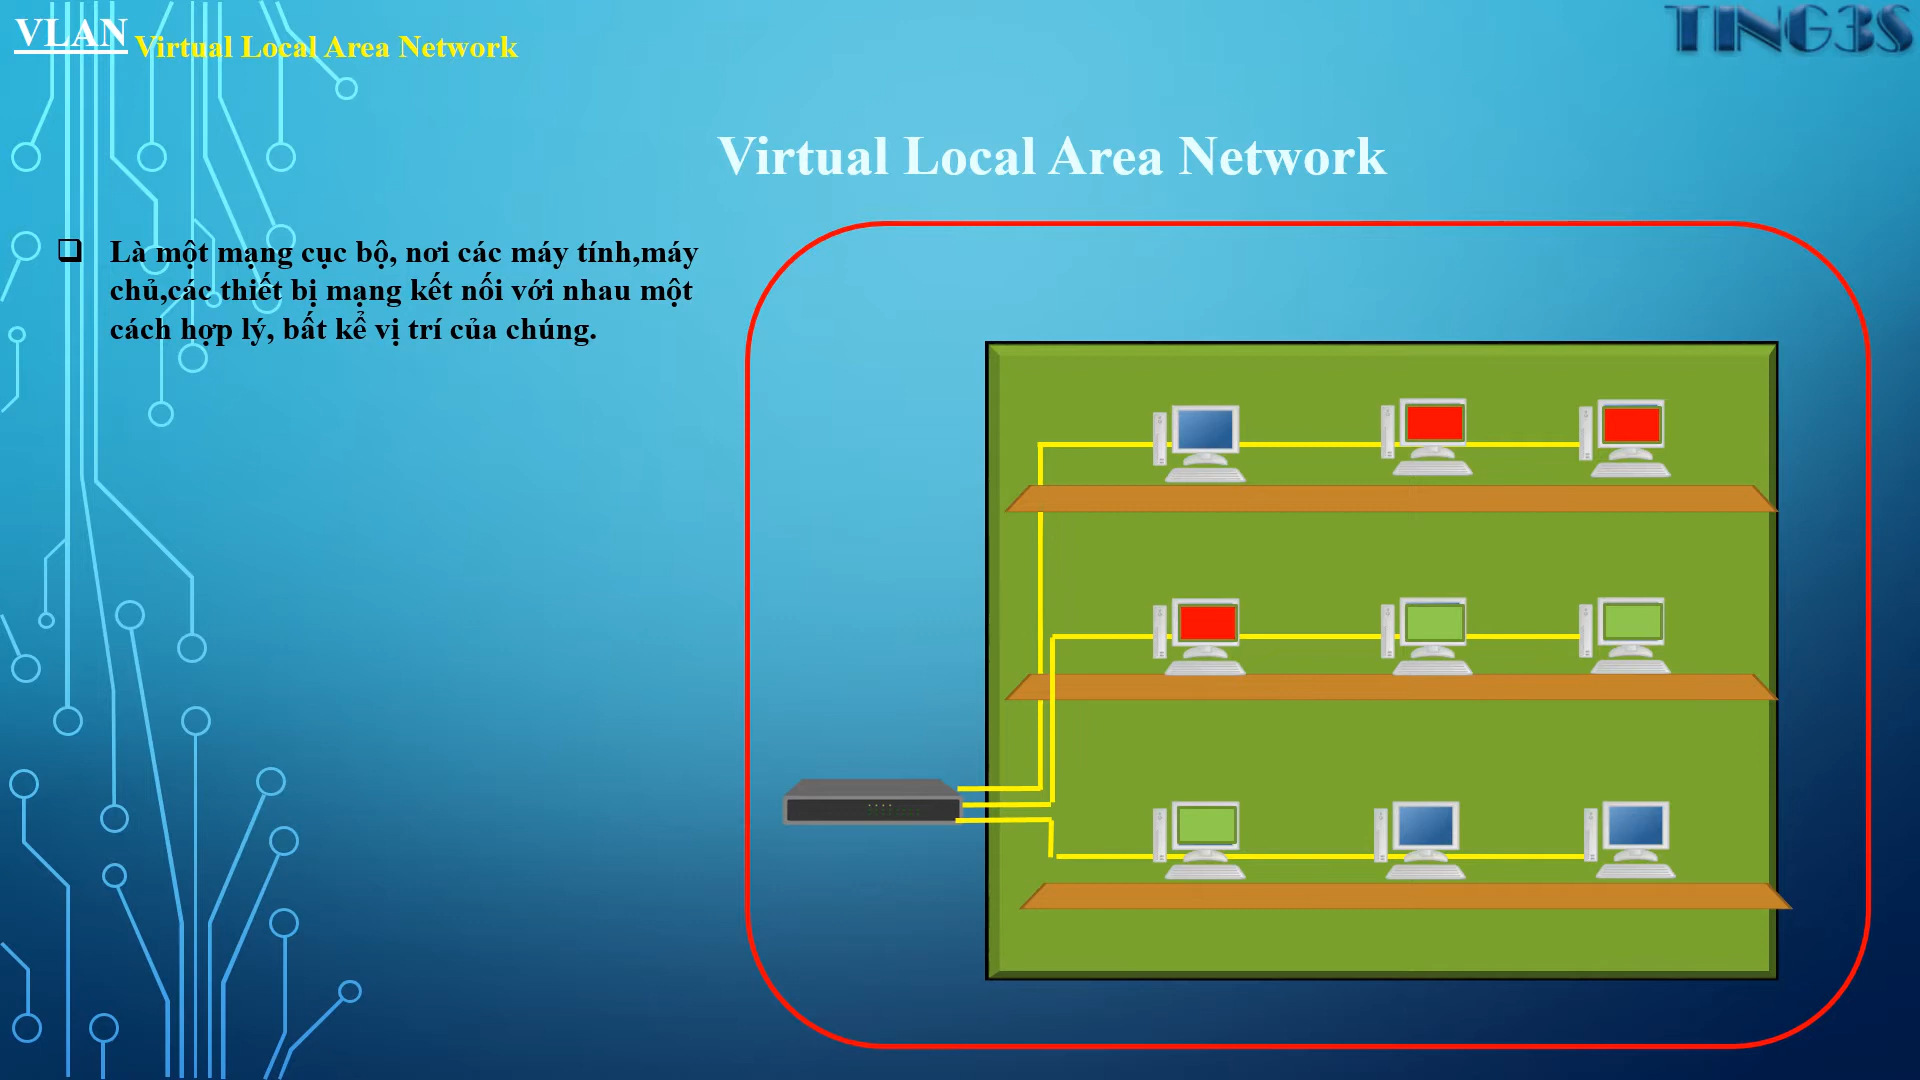 VLAN Virtual Local Area Network
TING3S
Virtual Local Area Network
Là một mạng cục bộ, nơi các máy tính,máy
chủ,các thiết bị mạng kết nối với nhau một
cách hợp lý, bất kể vị trí của chúng.